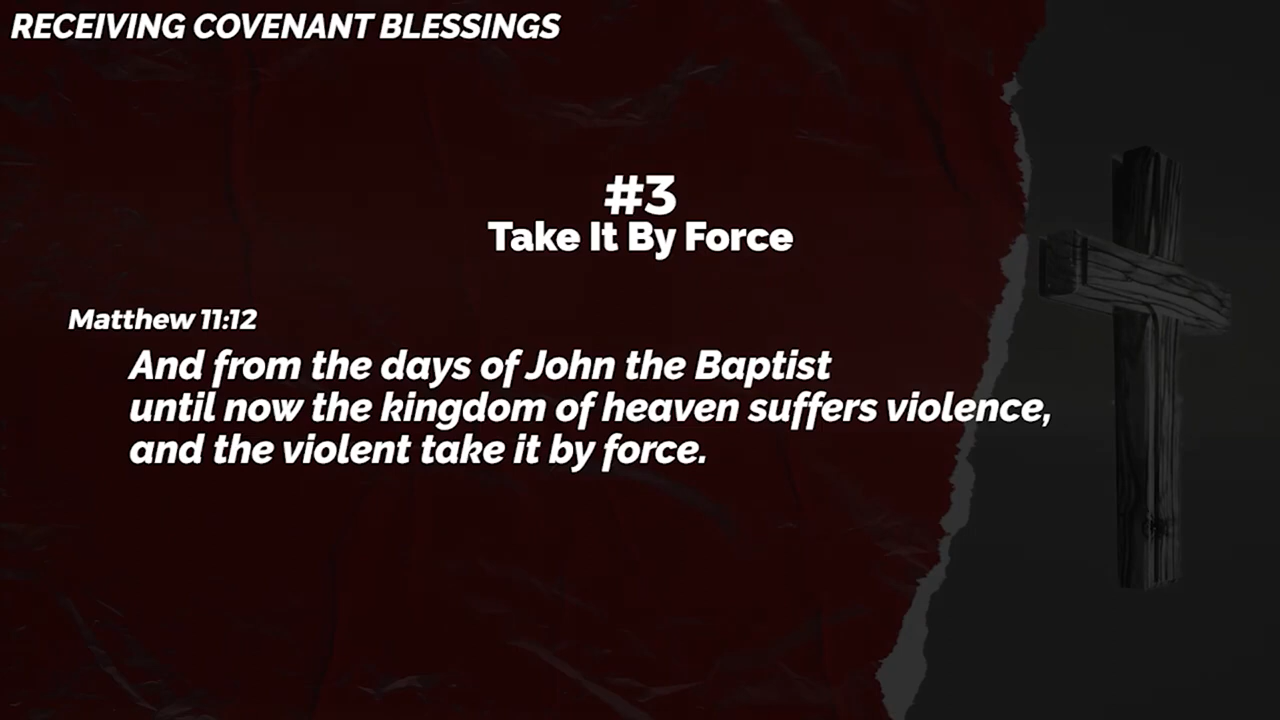 RECEIVING COVENANT BLESSINGS
#3
Take It By Force
Matthew 11:12
And from the days of John the Baptist
until now the kingdom of heaven suffers violence,
and the violent take it by force.